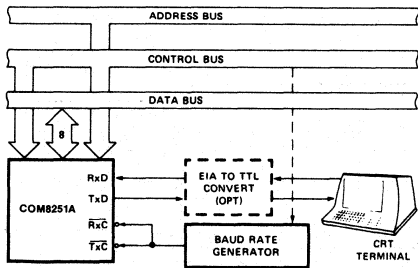 ADDRESS BUS
CONTROL BUS
DATA BUS
8
COM8251A
RxD
TxD
RxC
TxC
EIA TO TTL
CONVERT
(OPT)
BAUD RATE
GENERATOR
CRT
TERMINAL